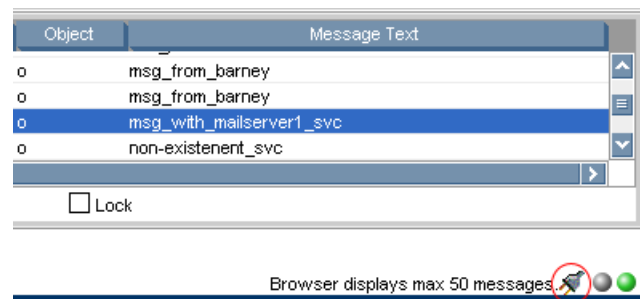 Object Message Text
o msg_from_barney
o msg_from_barney
o msg_with_mailserver1_svc
o non-existenent_svc
Lock
Browser displays max 50 messages.